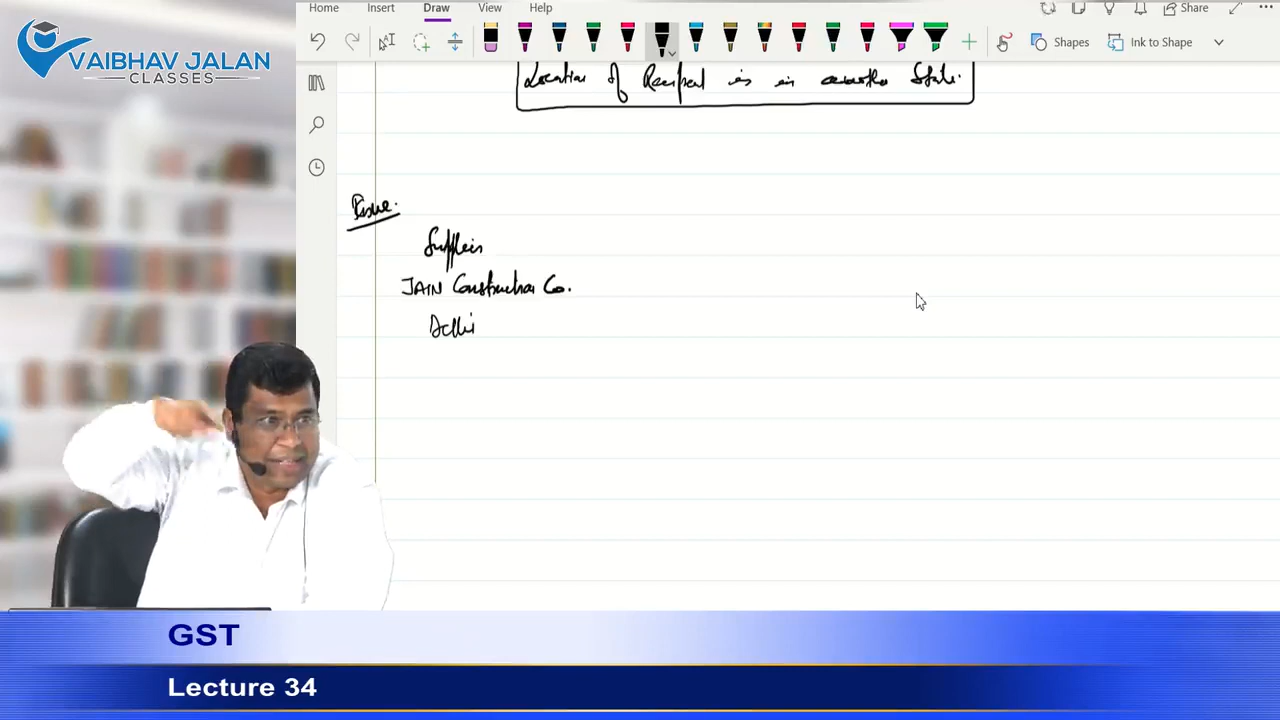 Home Insert Draw View Help Share
VAIBHAV JALAN
CLASSES
Shapes Ink to Shape
Location of Recipient is in another State.
Issue.
Supplier
JAIN Construction Co.
Delhi
GST
Lecture 34